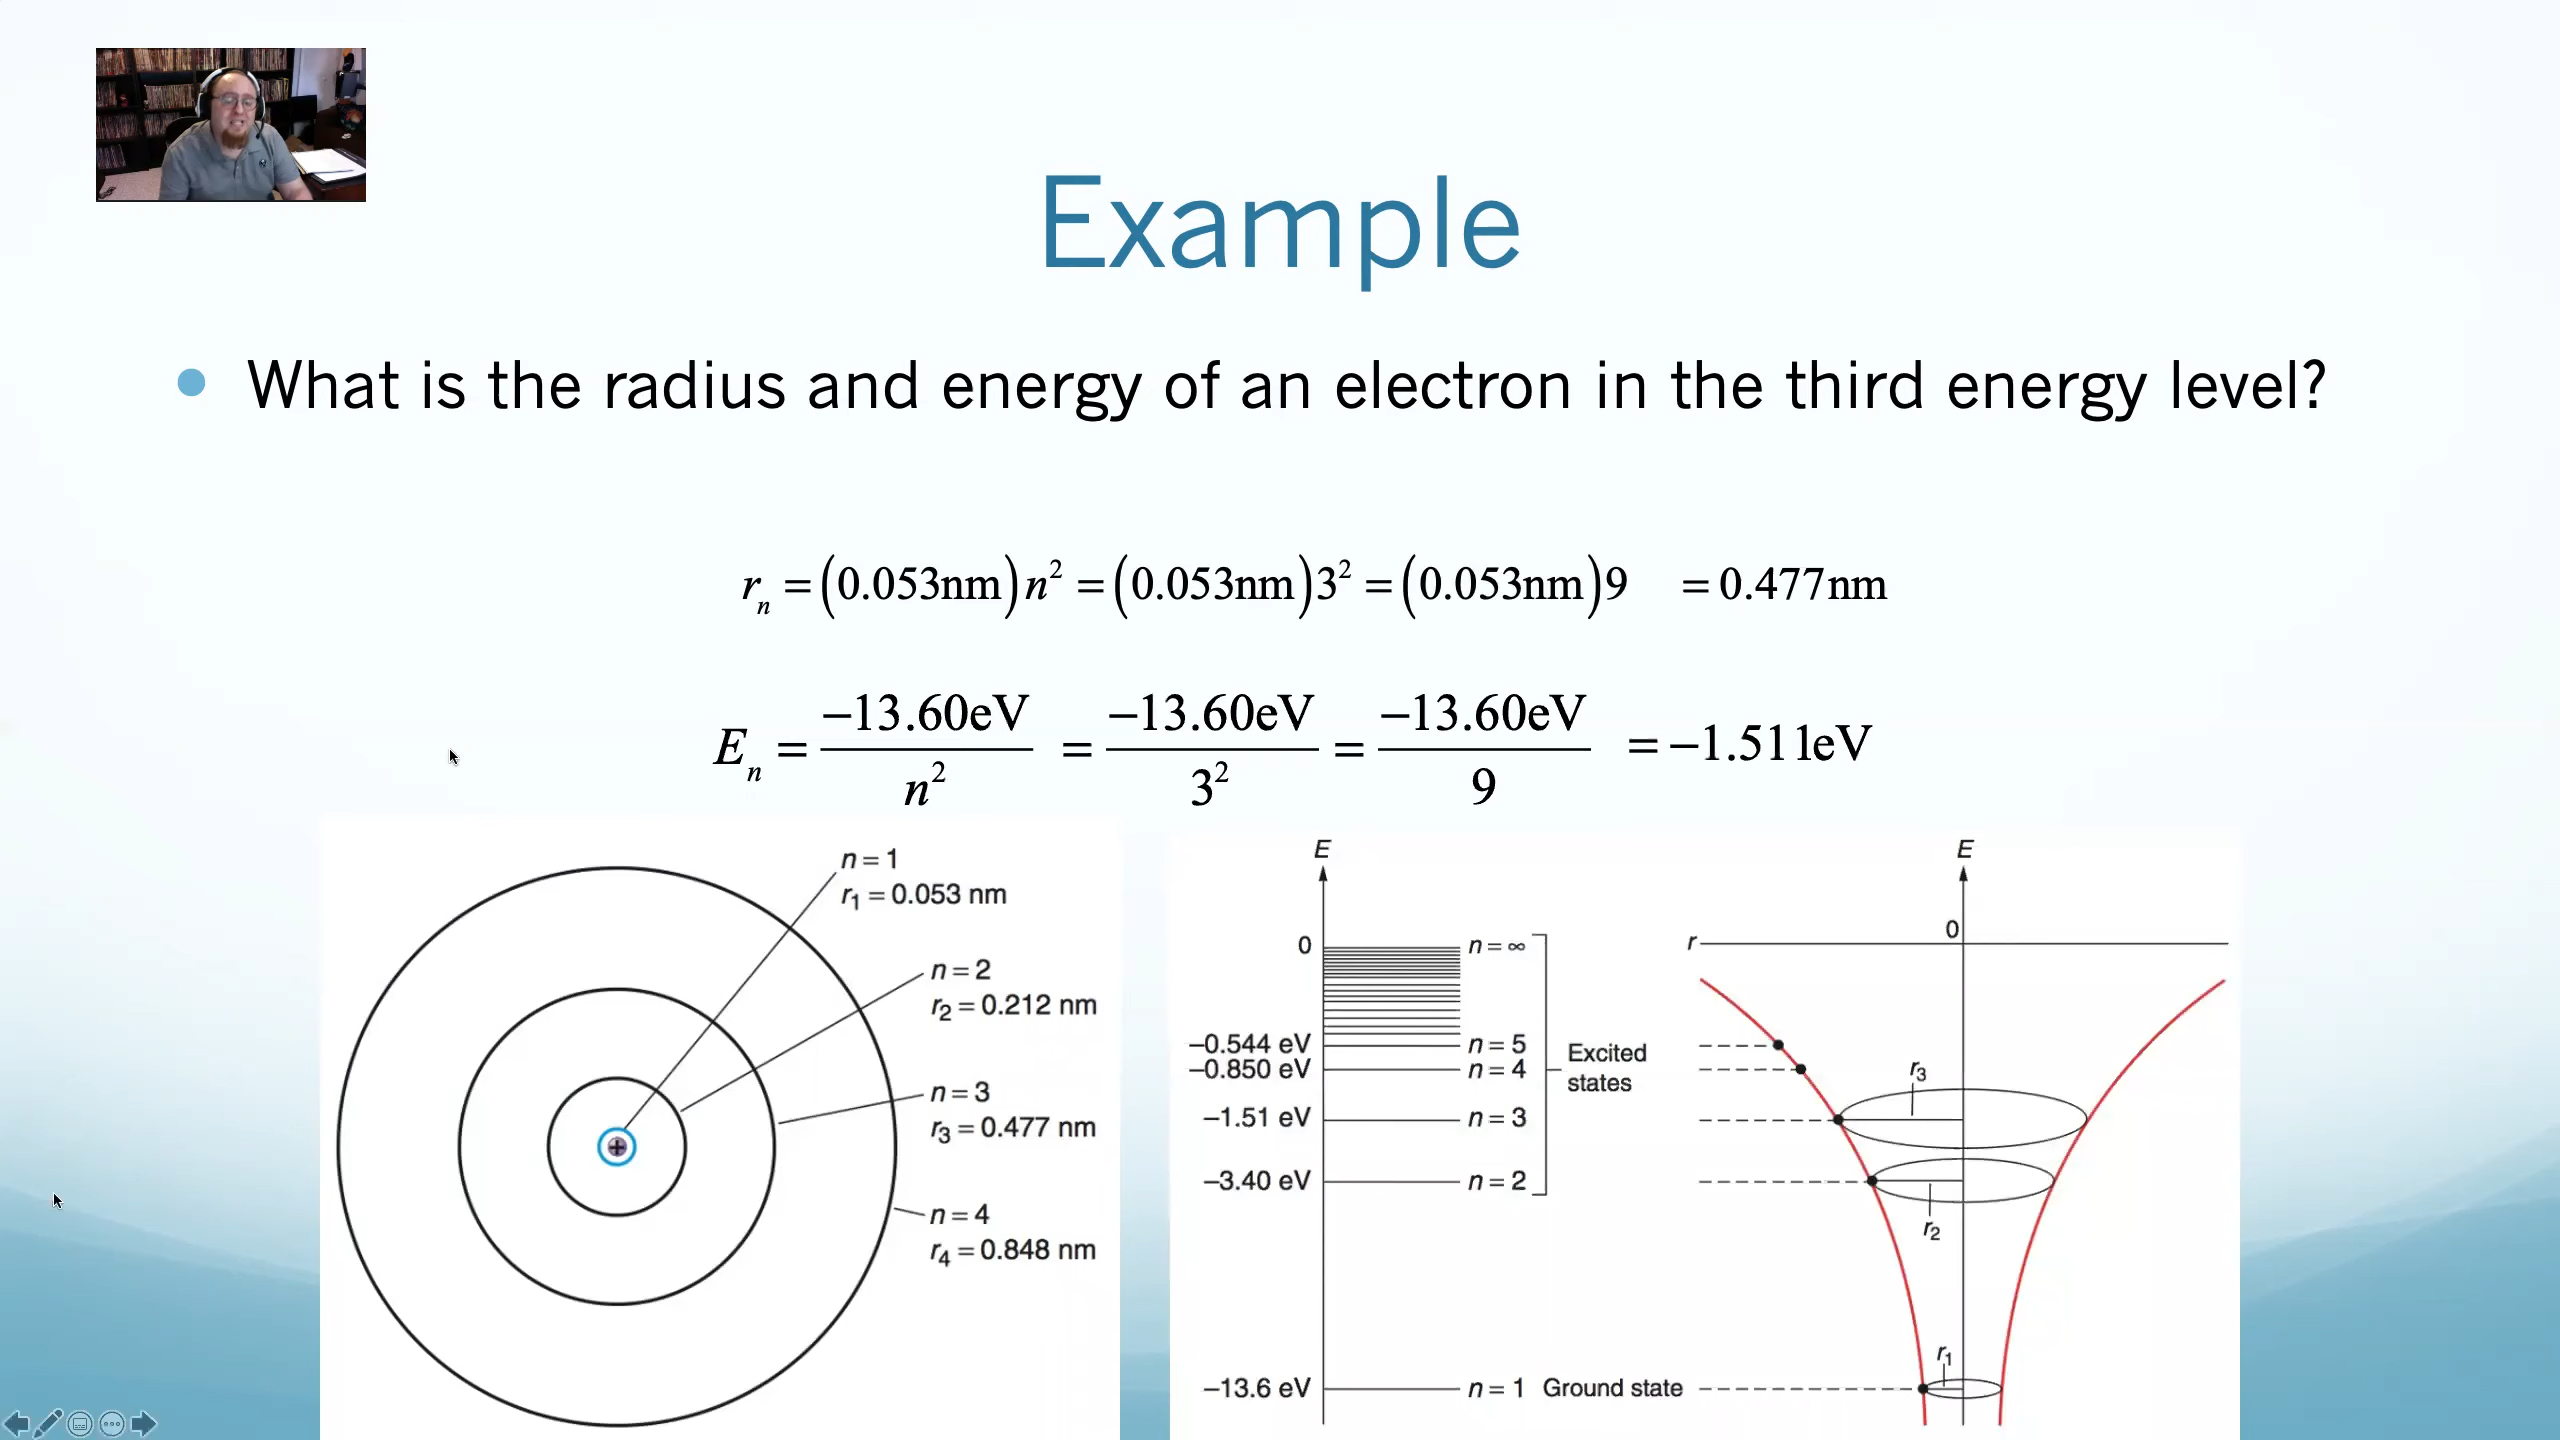 Example
• What is the radius and energy of an electron in the third energy level?
rₙ = (0.053nm)n² = (0.053nm)3² = (0.053nm)9 = 0.477nm
Eₙ = −13.60eV/n² = −13.60eV/3² = −13.60eV/9 = −1.511eV
n = 1
r₁ = 0.053 nm
n = 2
r₂ = 0.212 nm
n = 3
r₃ = 0.477 nm
n = 4
r₄ = 0.848 nm
E
0 n = ∞
−0.544 eV n = 5
−0.850 eV n = 4
−1.51 eV n = 3
−3.40 eV n = 2
Excited
states
−13.6 eV n = 1 Ground state
E
0
r
r₃
r₂
r₁